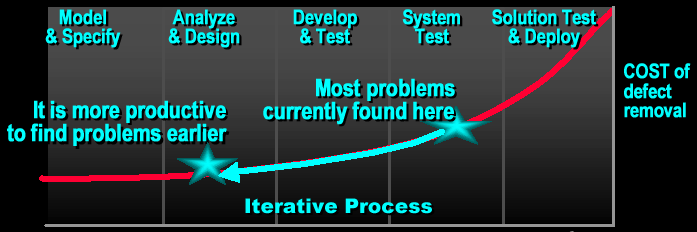 Model
& Specify
Analyze
& Design
Develop
& Test
System
Test
Solution Test
& Deploy
COST of
defect
removal
Most problems
currently found here
It is more productive
to find problems earlier
Iterative Process